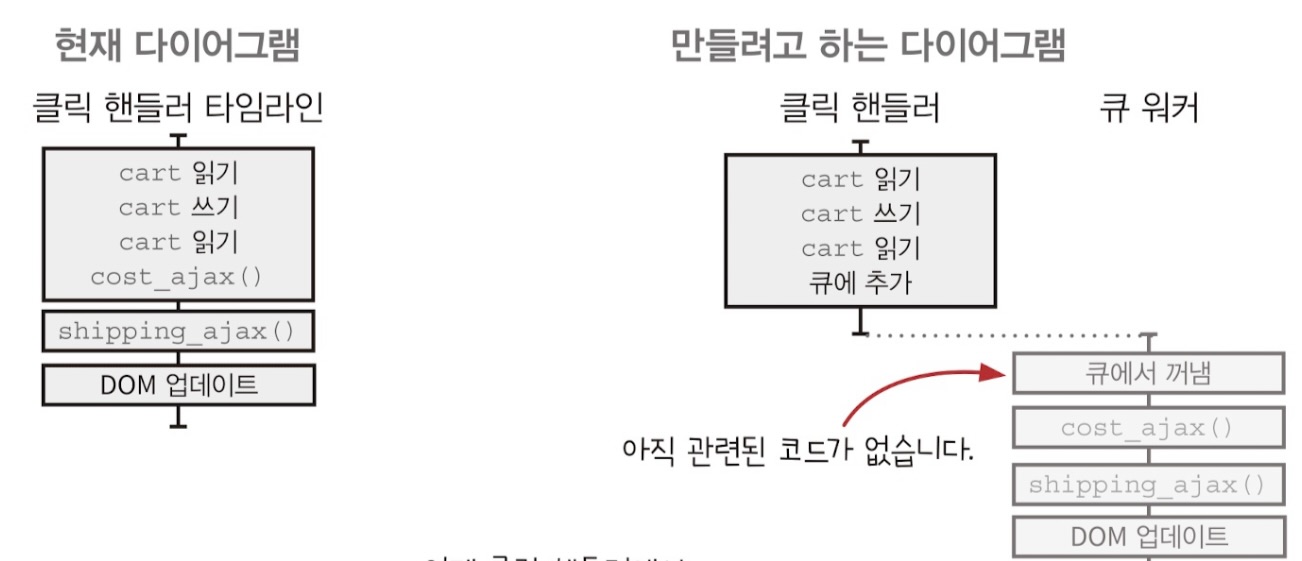 현재 다이어그램
클릭 핸들러 타임라인
cart 읽기
cart 쓰기
cart 읽기
cost_ajax()
shipping_ajax()
DOM 업데이트
만들려고 하는 다이어그램
클릭 핸들러
큐 워커
cart 읽기
cart 쓰기
cart 읽기
큐에 추가
큐에서 꺼냄
cost_ajax()
shipping_ajax()
DOM 업데이트
아직 관련된 코드가 없습니다.